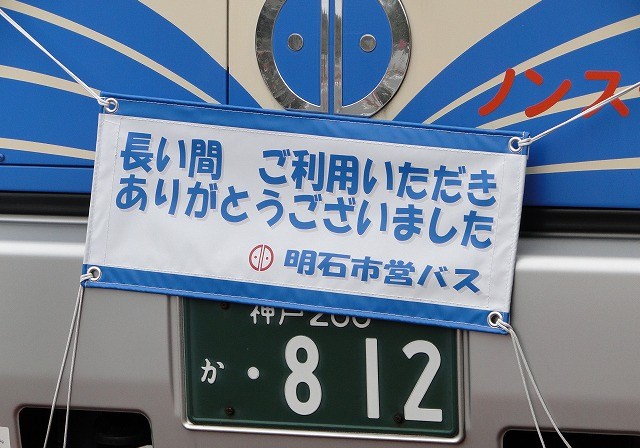 ノンス
長い間　ご利用いただき
ありがとうございました
明石市営バス
神戸200
か ・812